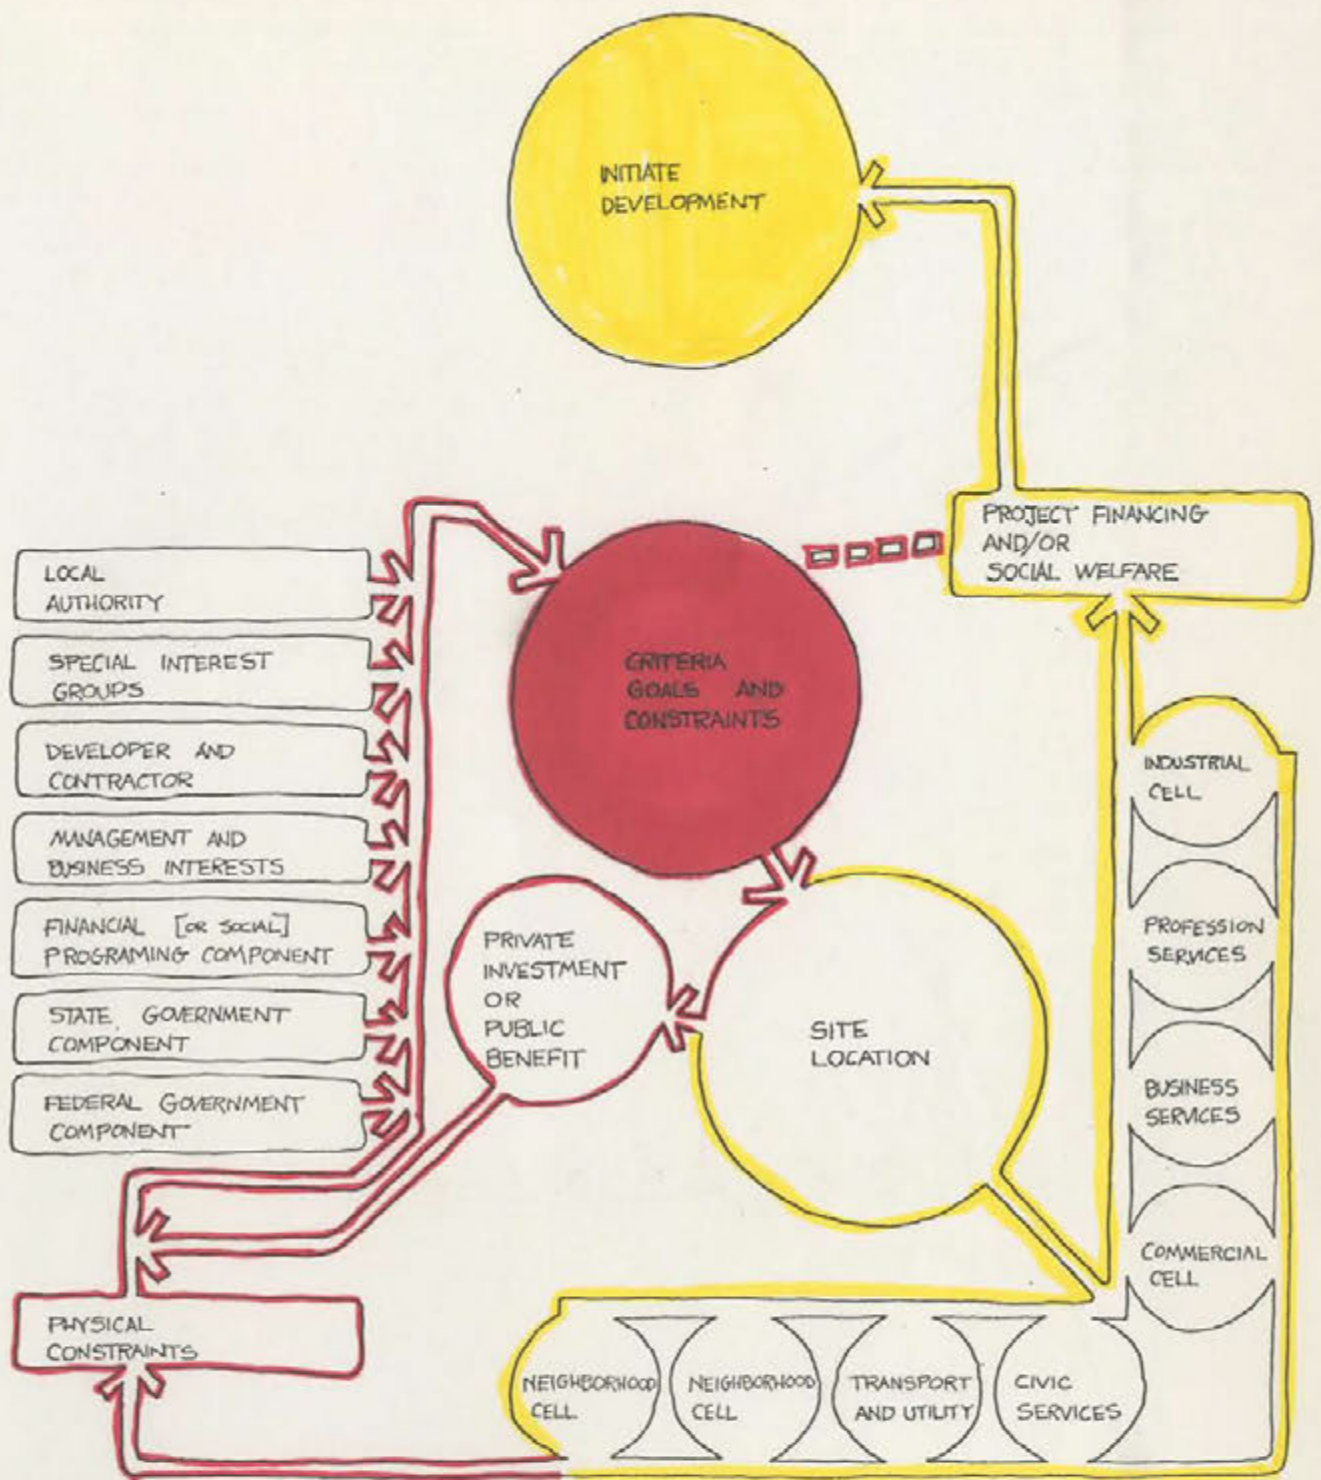 INITIATE
DEVELOPMENT
PROJECT FINANCING
AND/OR
SOCIAL WELFARE
LOCAL
AUTHORITY
SPECIAL INTEREST
GROUPS
DEVELOPER AND
CONTRACTOR
MANAGEMENT AND
BUSINESS INTERESTS
FINANCIAL [OR SOCIAL]
PROGRAMING COMPONENT
STATE GOVERNMENT
COMPONENT
FEDERAL GOVERNMENT
COMPONENT
CRITERIA
GOALS AND
CONSTRAINTS
PRIVATE
INVESTMENT
OR
PUBLIC
BENEFIT
SITE
LOCATION
INDUSTRIAL
CELL
PROFESSION
SERVICES
BUSINESS
SERVICES
COMMERCIAL
CELL
PHYSICAL
CONSTRAINTS
NEIGHBORHOOD
CELL
NEIGHBORHOOD
CELL
TRANSPORT
AND UTILITY
CIVIC
SERVICES